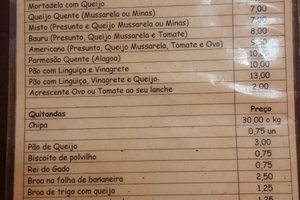 Mortadela com Queijo
Queijo Quente (Mussarela ou Minas) 7,00
Misto (Presunto, Queijo Mussarela ou Minas) 7,00
Bauru (Presunto, Queijo Mussarela e Tomate) 8,00
Americano (Presunto, Queijo Mussarela, Tomate e Ovo)
Parmesão Quente (Alagoa) 10,00
Pão com Lingüiça e Vinagrete 10,00
Pão com Lingüiça, Vinagrete e Queijo 13,00
Acrescente Ovo ou Tomate ao seu lanche 2,00
Quitandas Preço
Chipa 30,00 o kg
0,75 un
Pão de Queijo 3,00
Biscoito de polvilho 0,75
Rei do Gado 0,75
Broa na folha de bananeira 2,50
Broa de trigo com queijo 1,25
1,25